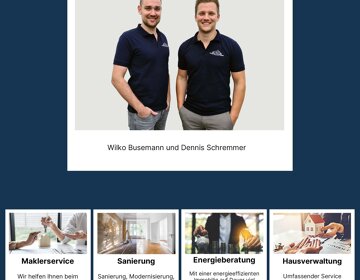 Wilko Busemann und Dennis Schremmer
Maklerservice
Sanierung
Energieberatung
Hausverwaltung
Wir helfen Ihnen beim
Sanierung, Modernisierung,
Mit einer energieeffizienten
Umfassender Service